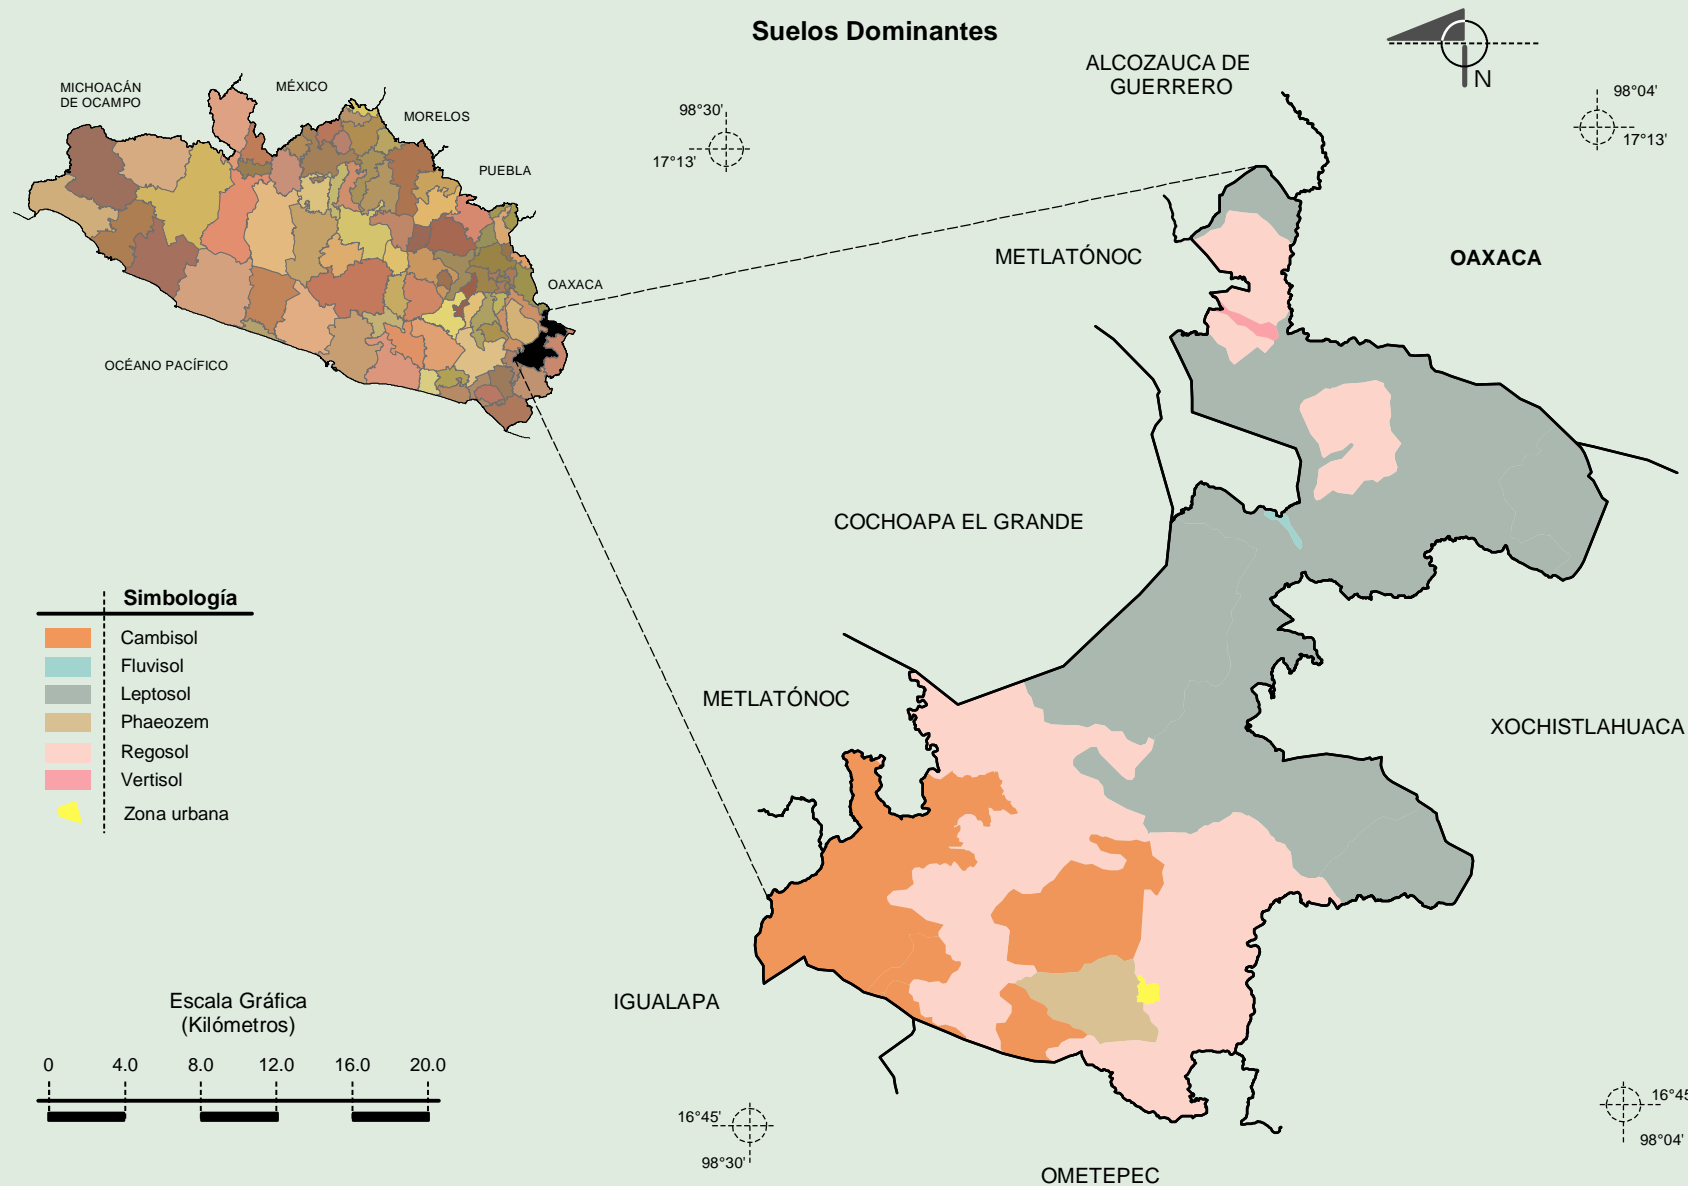 Suelos Dominantes
MICHOACÁN
DE OCAMPO
MÉXICO
MORELOS
PUEBLA
OAXACA
OCÉANO PACÍFICO
98°30'
17°13'
ALCOZAUCA DE
GUERRERO
N
98°04'
17°13'
METLATÓNOC
OAXACA
COCHOAPA EL GRANDE
METLATÓNOC
XOCHISTLAHUACA
IGUALAPA
OMETEPEC
Simbología
Cambisol
Fluvisol
Leptosol
Phaeozem
Regosol
Vertisol
Zona urbana
Escala Gráfica
(Kilómetros)
0 4.0 8.0 12.0 16.0 20.0
16°45'
98°30'
16°45
98°04'